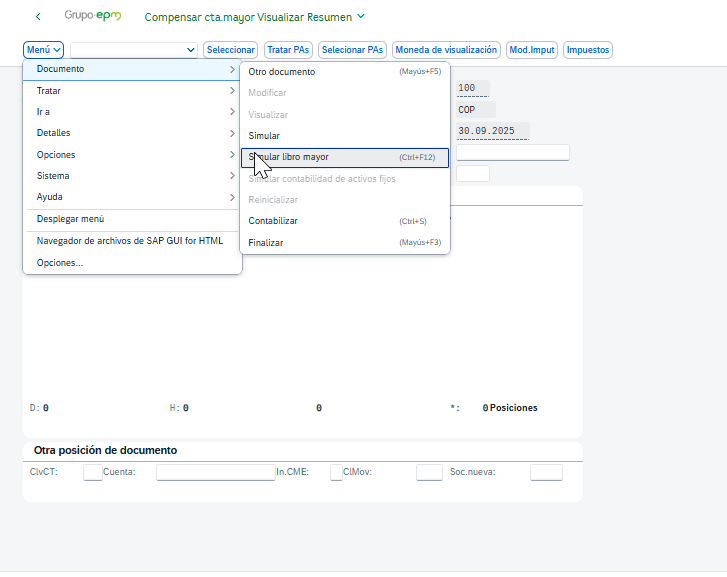 Grupo·epm Compensar cta.mayor Visualizar Resumen
Menú Seleccionar Tratar PAs Selecionar PAs Moneda de visualización Mod.Imput Impuestos
Documento
Tratar
Ir a
Detalles
Opciones
Sistema
Ayuda
Desplegar menú
Navegador de archivos de SAP GUI for HTML
Opciones...
Otro documento (Mayús+F5)
Modificar
Visualizar
Simular
Simular libro mayor (Ctrl+F12)
Simular contabilidad de activos fijos
Reinicializar
Contabilizar (Ctrl+S)
Finalizar (Mayús+F3)
100
COP
30.09.2025
D: 0 H: 0 0 *: 0 Posiciones
Otra posición de documento
ClvCT: Cuenta: In.CME: ClMov: Soc.nueva: